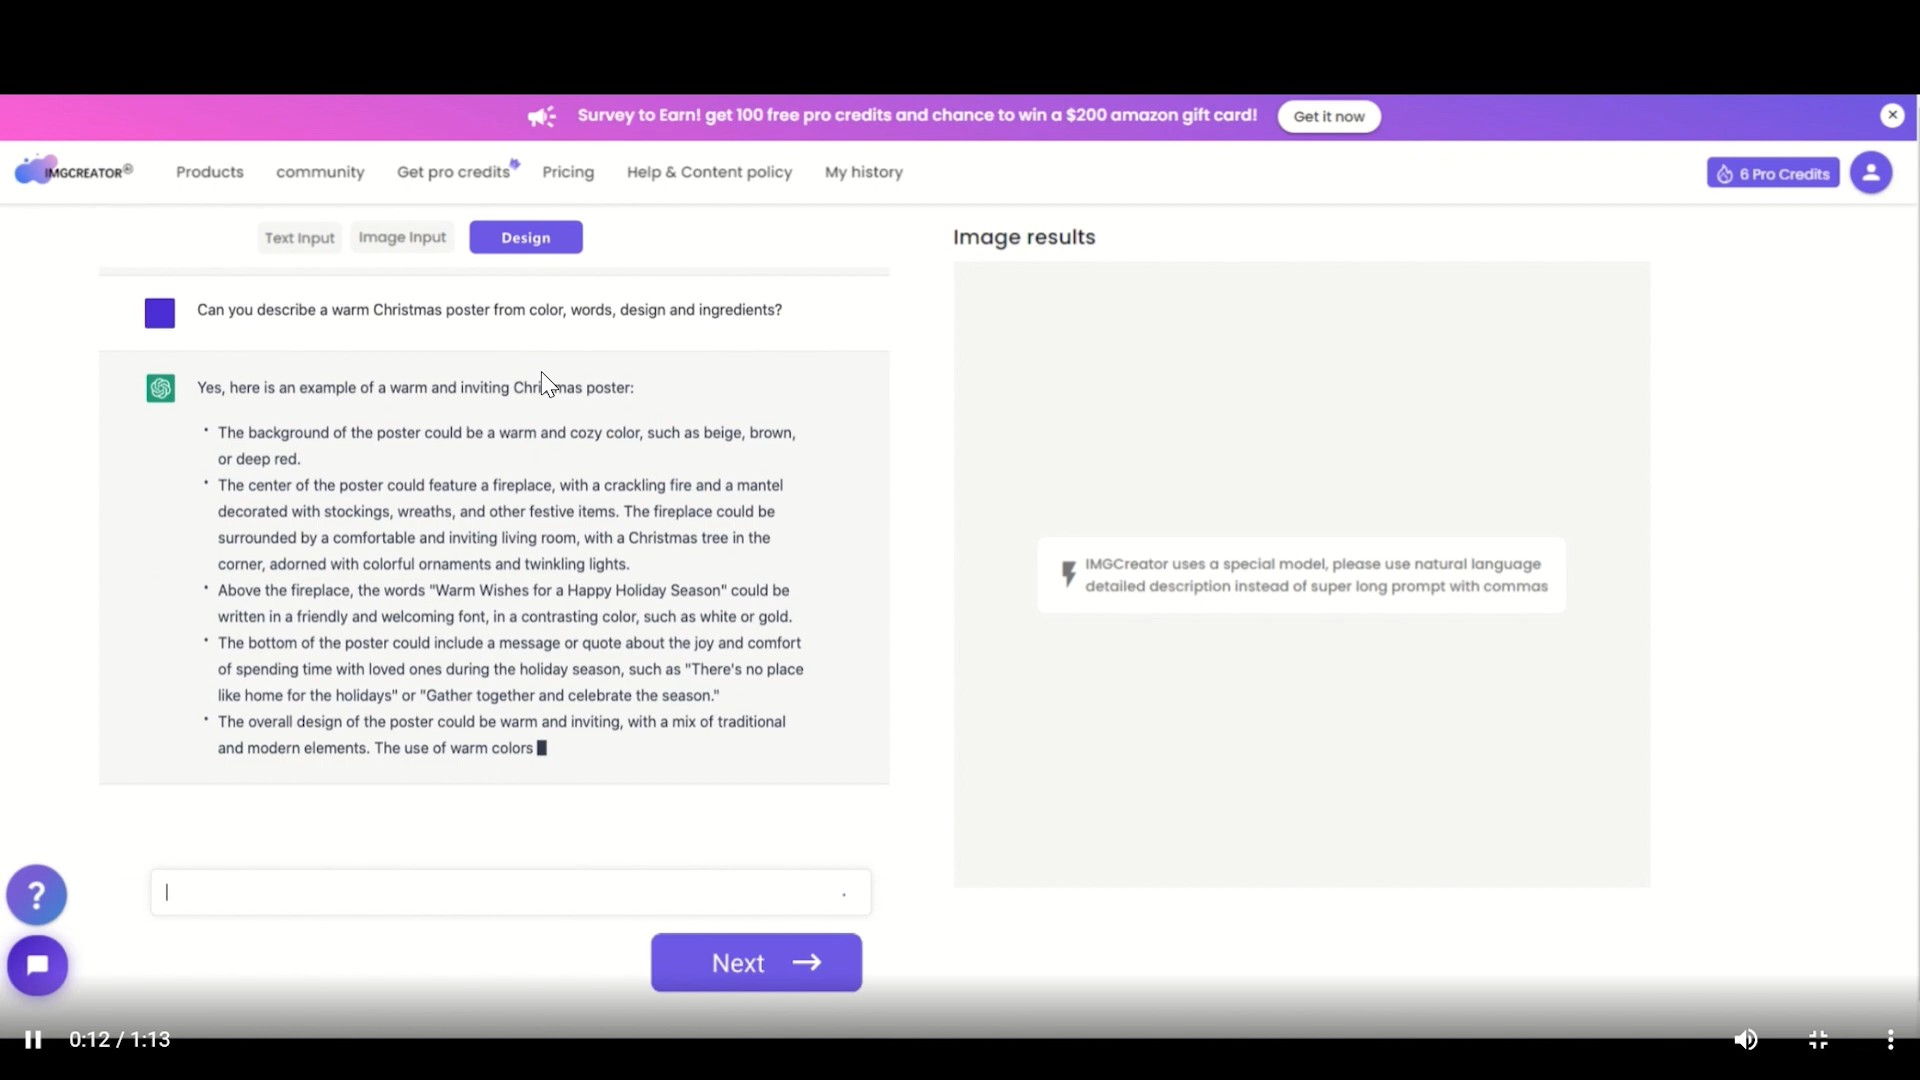 Survey to Earn! get 100 free pro credits and chance to win a $200 amazon gift card!
Get it now
IMGCREATOR®
Products
community
Get pro credits
Pricing
Help & Content policy
My history
6 Pro Credits
Text Input
Image Input
Design
Image results
Can you describe a warm Christmas poster from color, words, design and ingredients?
Yes, here is an example of a warm and inviting Christmas poster:
• The background of the poster could be a warm and cozy color, such as beige, brown,
or deep red.
• The center of the poster could feature a fireplace, with a crackling fire and a mantel
decorated with stockings, wreaths, and other festive items. The fireplace could be
surrounded by a comfortable and inviting living room, with a Christmas tree in the
corner, adorned with colorful ornaments and twinkling lights.
• Above the fireplace, the words "Warm Wishes for a Happy Holiday Season" could be
written in a friendly and welcoming font, in a contrasting color, such as white or gold.
• The bottom of the poster could include a message or quote about the joy and comfort
of spending time with loved ones during the holiday season, such as "There's no place
like home for the holidays" or "Gather together and celebrate the season."
• The overall design of the poster could be warm and inviting, with a mix of traditional
and modern elements. The use of warm colors
IMGCreator uses a special model, please use natural language
detailed description instead of super long prompt with commas
?
Next →
0:12 / 1:13